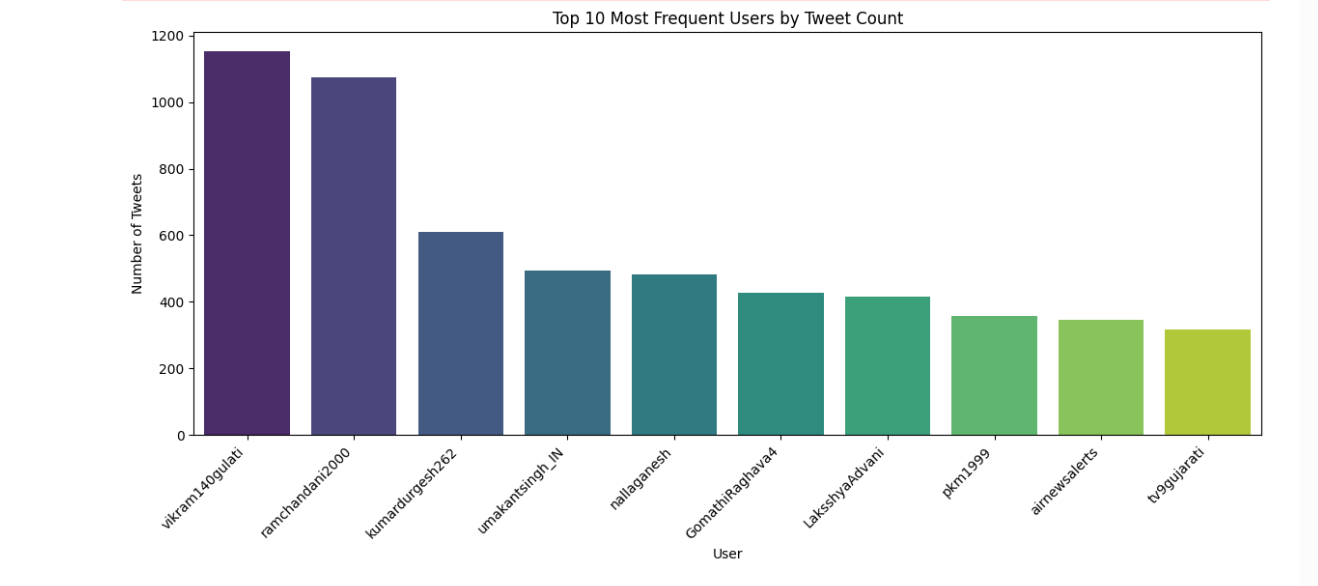 Top 10 Most Frequent Users by Tweet Count
1200
1000
800
600
400
200
0
Number of Tweets
vikram140gulati
ramchandani2000
kumardurgesh262
umakantsingh_IN
nallaganesh
GomathiRaghava4
LaksshyaAdvani
pkm1999
airnewsalerts
tv9gujarati
User